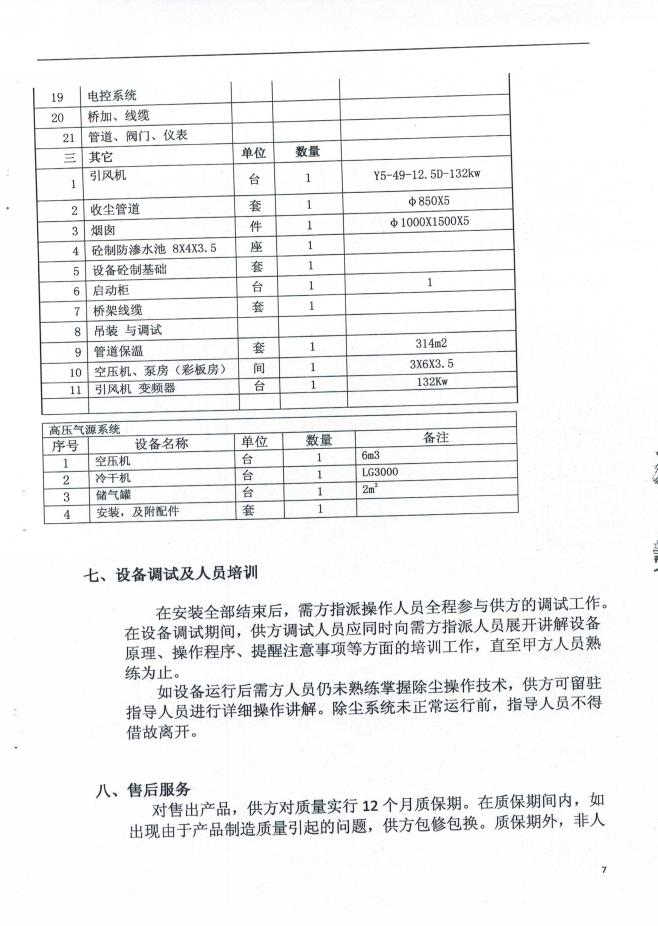 19 电控系统
20 桥加、线缆
21 管道、阀门、仪表
三 其它 单位 数量
1 引风机 台 1 Y5-49-12.5D-132kw
2 收尘管道 套 1 φ850X5
3 烟囱 件 1 φ1000X1500X5
4 砼制防渗水池 8X4X3.5 座 1
5 设备砼制基础 套 1
6 启动柜 台 1 1
7 桥架线缆 套 1
8 吊装 与调试
9 管道保温 套 1 314m2
10 空压机、泵房（彩板房） 间 1 3X6X3.5
11 引风机 变频器 台 1 132Kw
高压气源系统
序号 设备名称 单位 数量 备注
1 空压机 台 1 6m3
2 冷干机 台 1 LG3000
3 储气罐 台 1 2m³
4 安装，及附配件 套 1
七、设备调试及人员培训
在安装全部结束后，需方指派操作人员全程参与供方的调试工作。
在设备调试期间，供方调试人员应同时向需方指派人员展开讲解设备
原理、操作程序、提醒注意事项等方面的培训工作，直至甲方人员熟
练为止。
如设备运行后需方人员仍未熟练掌握除尘操作技术，供方可留驻
指导人员进行详细操作讲解。除尘系统未正常运行前，指导人员不得
借故离开。
八、售后服务
对售出产品，供方对质量实行 12 个月质保期。在质保期间内，如
出现由于产品制造质量引起的问题，供方包修包换。质保期外，非人
7